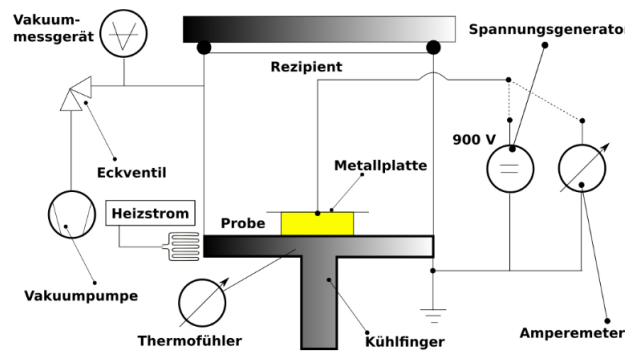 Vakuum-
messgerät
Spannungsgenerator
Rezipient
Eckventil
900 V
Metallplatte
Heizstrom
Probe
Vakuumpumpe
Thermofühler
Kühlfinger
Amperemeter